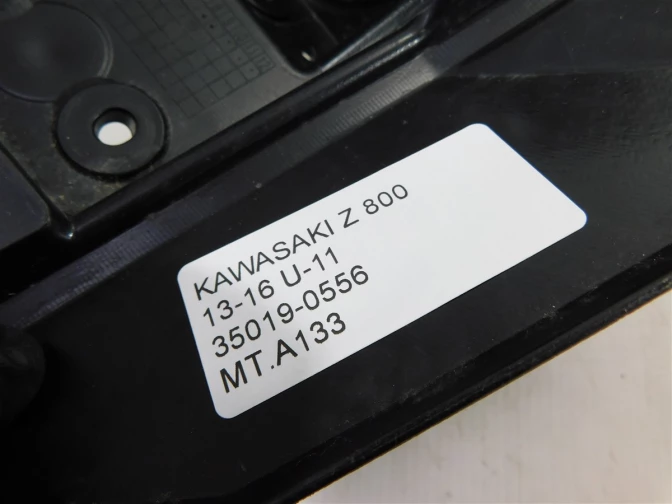 KAWASAKI Z 800
13-16 U-11
35019-0556
MT.A133